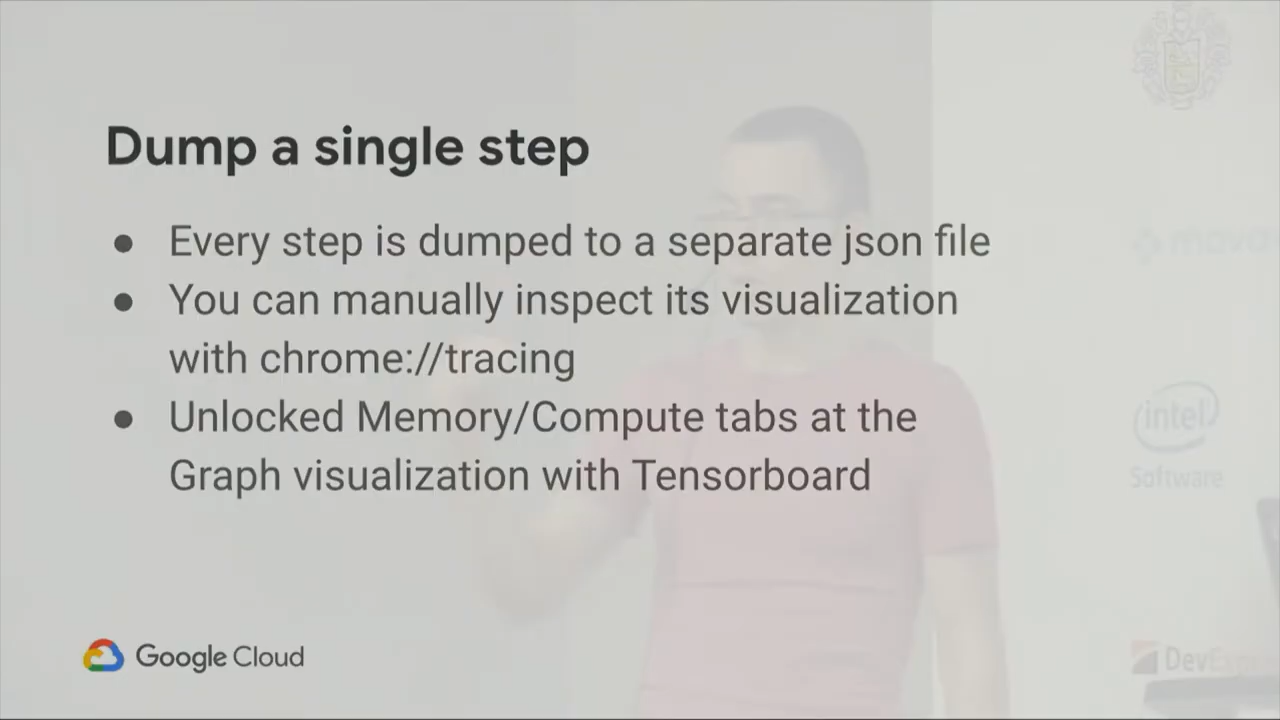 Dump a single step
● Every step is dumped to a separate json file
● You can manually inspect its visualization
with chrome://tracing
● Unlocked Memory/Compute tabs at the
Graph visualization with Tensorboard
Google Cloud
intel
Software